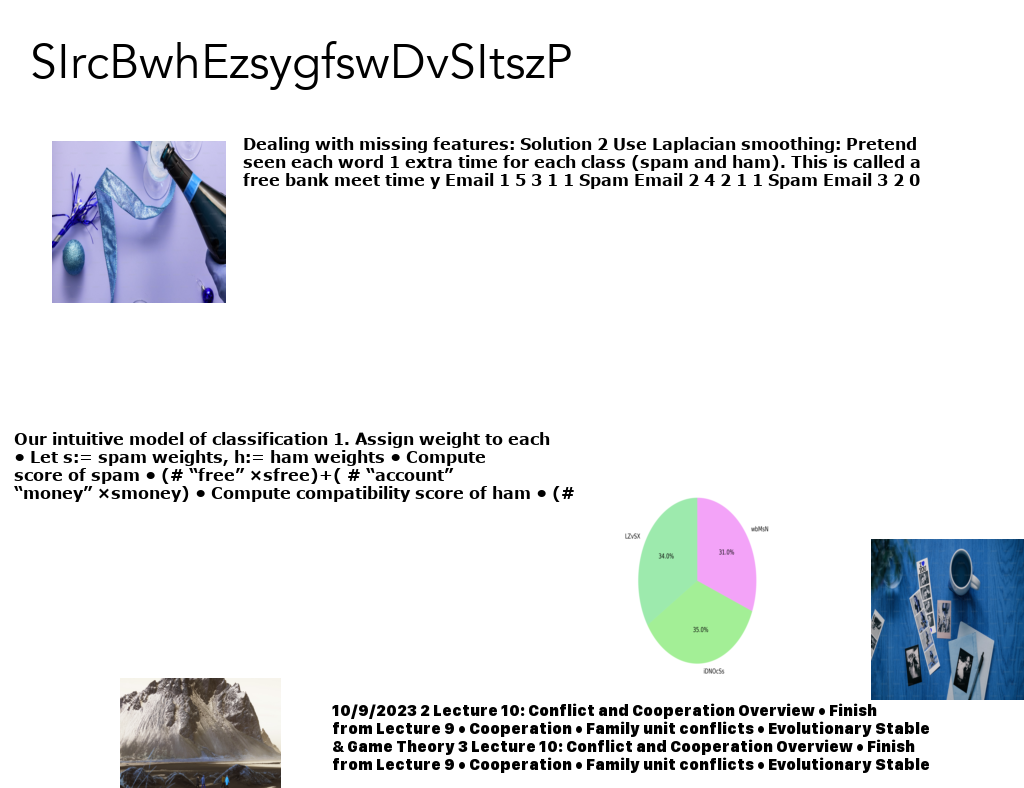 SIrcBwhEzsygfswDvSItszP
Dealing with missing features: Solution 2 Use Laplacian smoothing: Pretend
seen each word 1 extra time for each class (spam and ham). This is called a
free bank meet time y Email 1 5 3 1 1 Spam Email 2 4 2 1 1 Spam Email 3 2 0
Our intuitive model of classification 1. Assign weight to each
● Let s:= spam weights, h:= ham weights ● Compute
score of spam ● (# “free” ×sfree)+( # “account”
“money” ×smoney) ● Compute compatibility score of ham ● (#
LZvSX
wbMsN
34.0%
31.0%
35.0%
iDNOcSs
10/9/2023 2 Lecture 10: Conflict and Cooperation Overview • Finish
from Lecture 9 • Cooperation • Family unit conflicts • Evolutionary Stable
& Game Theory 3 Lecture 10: Conflict and Cooperation Overview • Finish
from Lecture 9 • Cooperation • Family unit conflicts • Evolutionary Stable